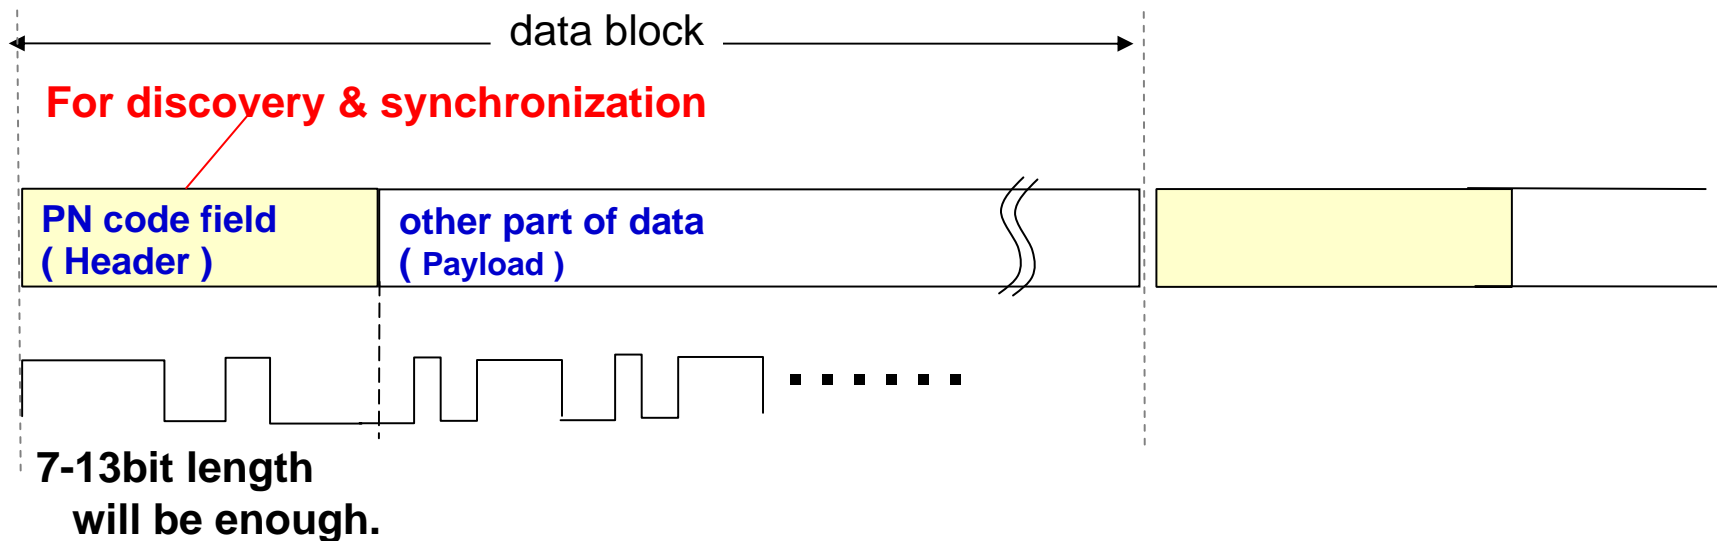 data block
For discovery & synchronization
PN code field
( Header )
other part of data
( Payload )
7-13bit length
will be enough.